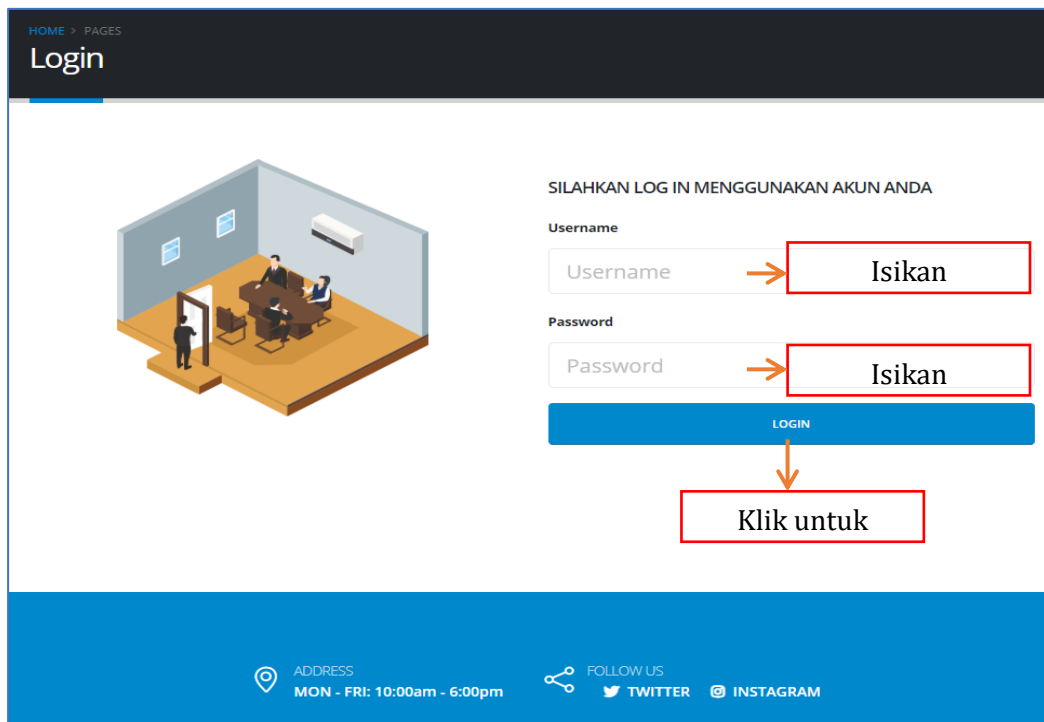 HOME > PAGES
Login
SILAHKAN LOG IN MENGGUNAKAN AKUN ANDA
Username
Username
Isikan
Password
Password
Isikan
LOGIN
Klik untuk
ADDRESS
MON - FRI: 10:00am - 6:00pm
FOLLOW US
TWITTER INSTAGRAM